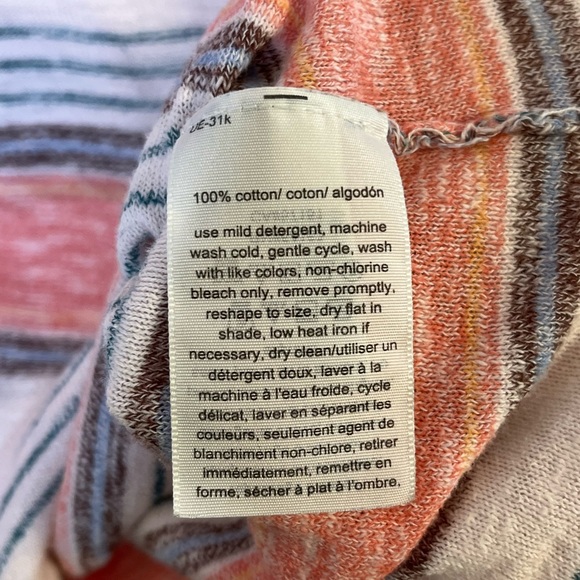 JE-31k
100% cotton/ coton/ algodón
use mild detergent, machine
wash cold, gentle cycle, wash
with like colors, non-chlorine
bleach only, remove promptly,
reshape to size, dry flat in
shade, low heat iron if
necessary, dry clean/utiliser un
détergent doux, laver à la
machine à l'eau froide, cycle
délicat, laver en séparant les
couleurs, seulement agent de
blanchiment non-chlore, retirer
immédiatement, remettre en
forme, sécher à plat à l'ombre,